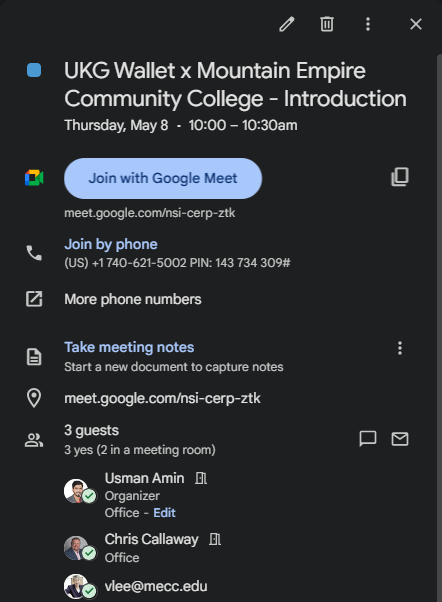 UKG Wallet x Mountain Empire
Community College - Introduction
Thursday, May 8 · 10:00 – 10:30am
Join with Google Meet
meet.google.com/nsi-cerp-ztk
Join by phone
(US) +1 740-621-5002 PIN: 143 734 309#
More phone numbers
Take meeting notes
Start a new document to capture notes
meet.google.com/nsi-cerp-ztk
3 guests
3 yes (2 in a meeting room)
Usman Amin
Organizer
Office - Edit
Chris Callaway
Office
vlee@mecc.edu